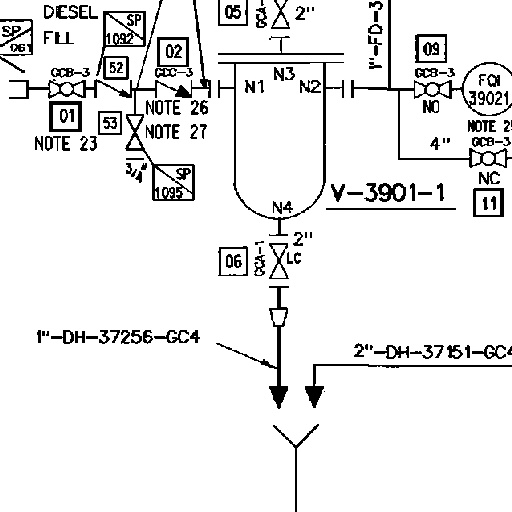 DIESEL
FILL
SP
061
SP
1092
05
GCA-
2"
1"-FD-3
02
09
GCB-3
52
GCC-3
GCB-3
FCN
39021
N1
N3
N2
NO
01
53
NOTE 26
NOTE 27
NOTE 23
NOTE 2
4"
GCB-3
3/4"
SP
1095
NC
11
V-3901-1
N4
2"
06
GCA-1
LC
1"-DH-37256-GC4
2"-DH-37151-GC4